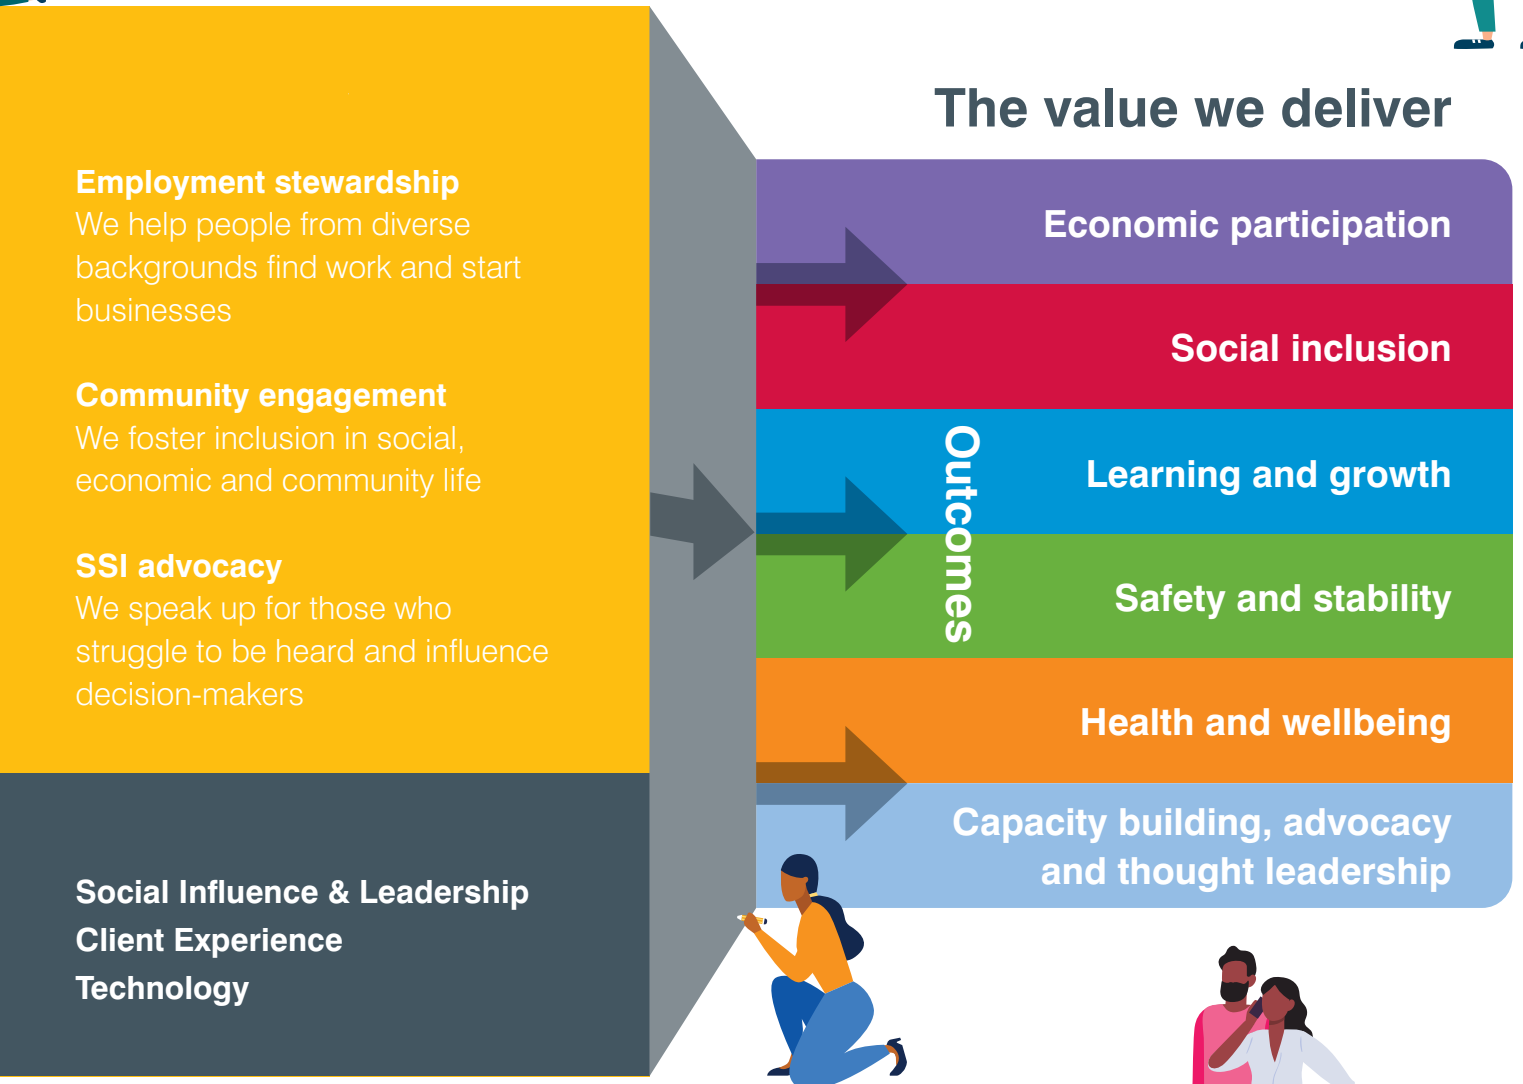 Employment stewardship
We help people from diverse
backgrounds find work and start
businesses
Community engagement
We foster inclusion in social,
economic and community life
SSI advocacy
We speak up for those who
struggle to be heard and influence
decision-makers
Social Influence & Leadership
Client Experience
Technology
The value we deliver
Outcomes
Economic participation
Social inclusion
Learning and growth
Safety and stability
Health and wellbeing
Capacity building, advocacy
and thought leadership